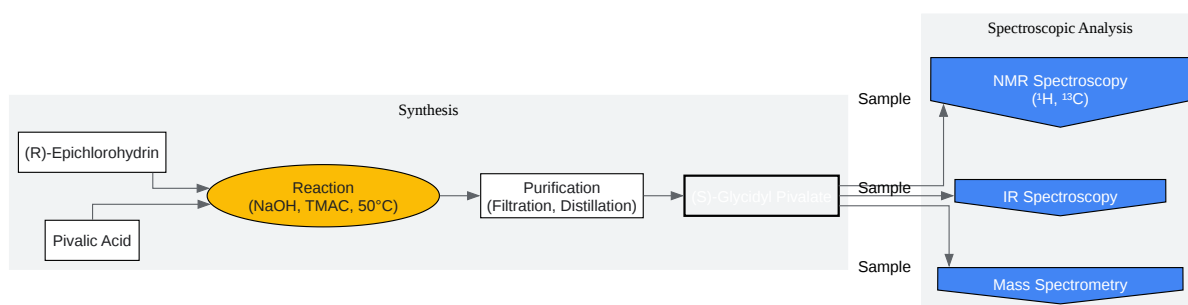 Spectroscopic Analysis
NMR Spectroscopy
(¹H, ¹³C)
Sample
Synthesis
(R)-Epichlorohydrin
Reaction
(NaOH, TMAC, 50°C)
Purification
(Filtration, Distillation)
(S)-Glycidyl Pivalate
Sample
IR Spectroscopy
Pivalic Acid
Sample
Mass Spectrometry